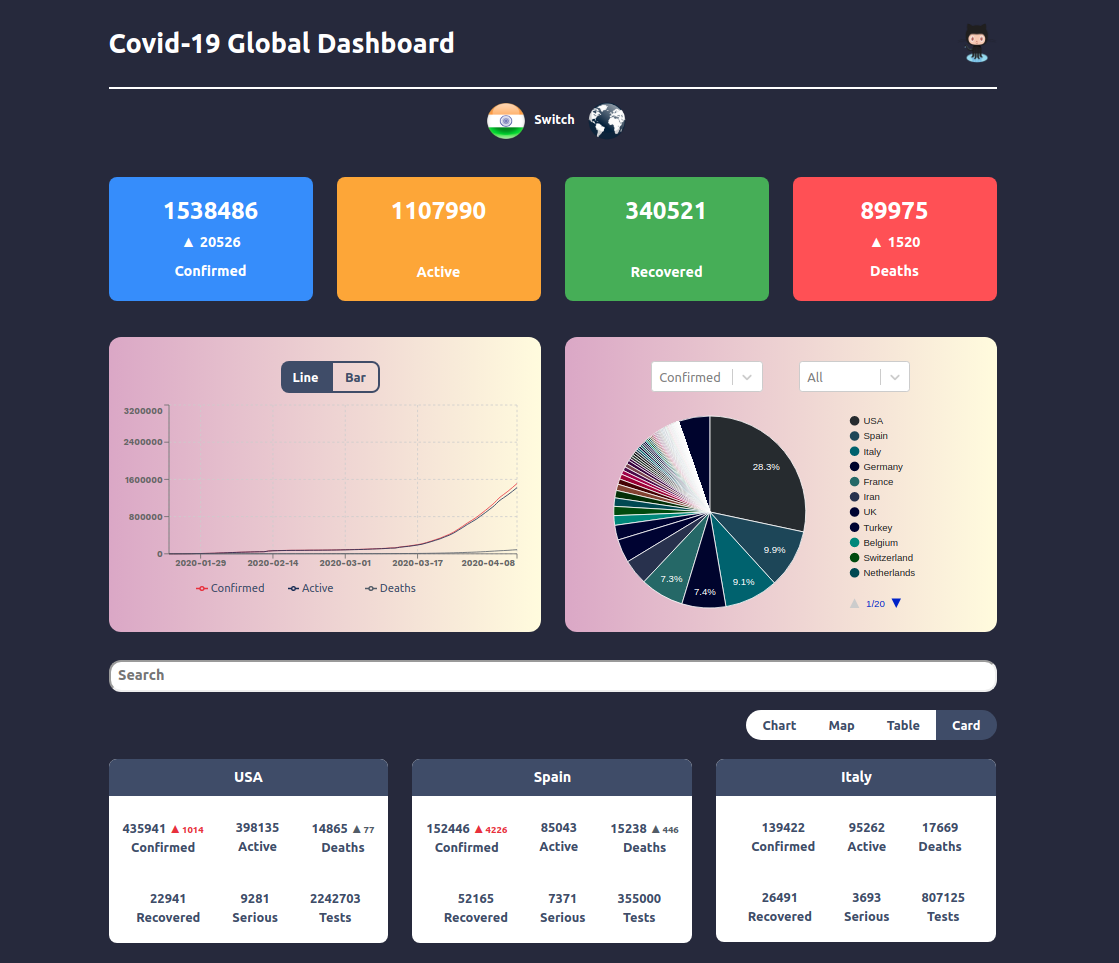 Covid-19 Global Dashboard
Switch
1538486
▲ 20526
Confirmed
1107990
Active
340521
Recovered
89975
▲ 1520
Deaths
Line Bar
3200000
2400000
1600000
800000
0
2020-01-29 2020-02-14 2020-03-01 2020-03-17 2020-04-08
Confirmed Active Deaths
Confirmed All
28.3%
9.9%
9.1%
7.4%
7.3%
USA
Spain
Italy
Germany
France
Iran
UK
Turkey
Belgium
Switzerland
Netherlands
▲ 1/20 ▼
Search
Chart Map Table Card
USA
435941 ▲ 1014 398135 14865 ▲ 77
Confirmed Active Deaths
22941 9281 2242703
Recovered Serious Tests
Spain
152446 ▲ 4226 85043 15238 ▲ 446
Confirmed Active Deaths
52165 7371 355000
Recovered Serious Tests
Italy
139422 95262 17669
Confirmed Active Deaths
26491 3693 807125
Recovered Serious Tests